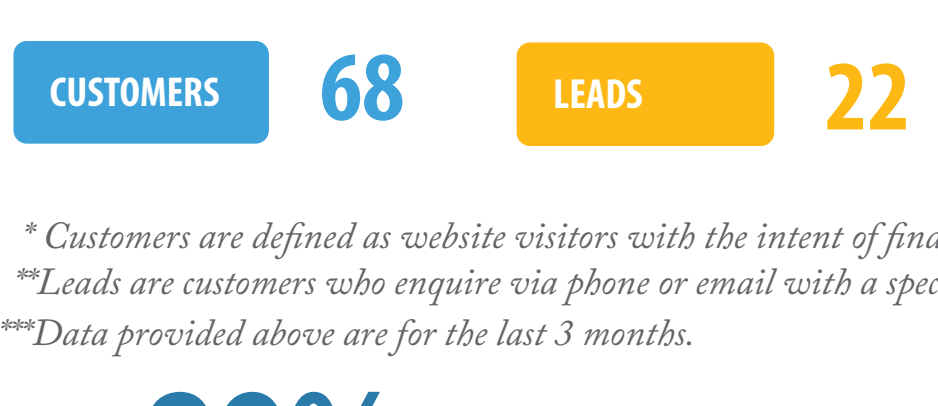 CUSTOMERS 68 LEADS 22
* Customers are defined as website visitors with the intent of
**Leads are customers who enquire via phone or email with a
***Data provided above are for the last 3 months.